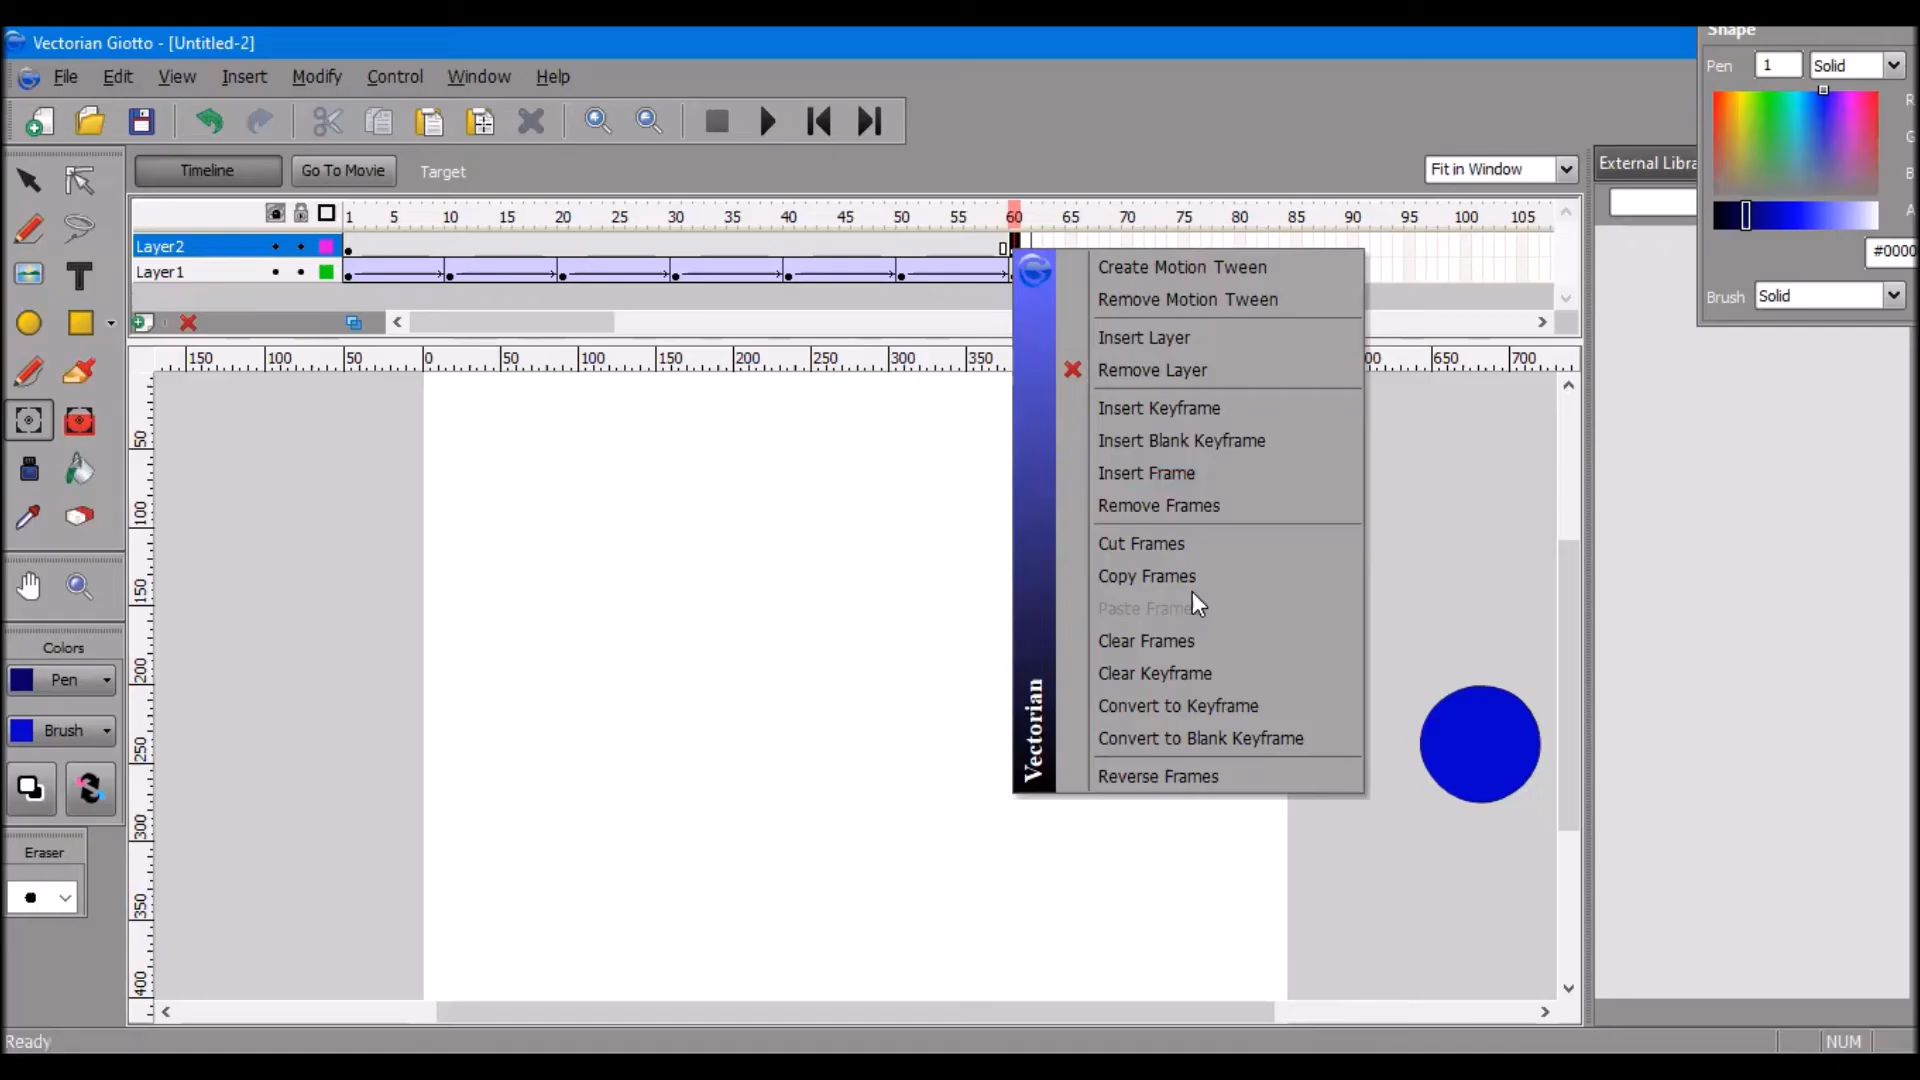 Vectorian Giotto - [Untitled-2]
Shape
File Edit View Insert Modify Control Window Help
Pen 1 Solid
Timeline Go To Movie Target
Fit in Window
External Libra
R
G
B
A
1 5 10 15 20 25 30 35 40 45 50 55 60 65 70 75 80 85 90 95 100 105
Layer2
Layer1
#0000
Brush Solid
Create Motion Tween
Remove Motion Tween
Insert Layer
Remove Layer
Insert Keyframe
Insert Blank Keyframe
Insert Frame
Remove Frames
Cut Frames
Copy Frames
Paste Frame
Clear Frames
Clear Keyframe
Convert to Keyframe
Convert to Blank Keyframe
Reverse Frames
Vectorian
150 100 50 0 50 100 150 200 250 300 350 650 700
50
100
150
200
250
300
350
400
Colors
Pen
Brush
Eraser
Ready
NUM